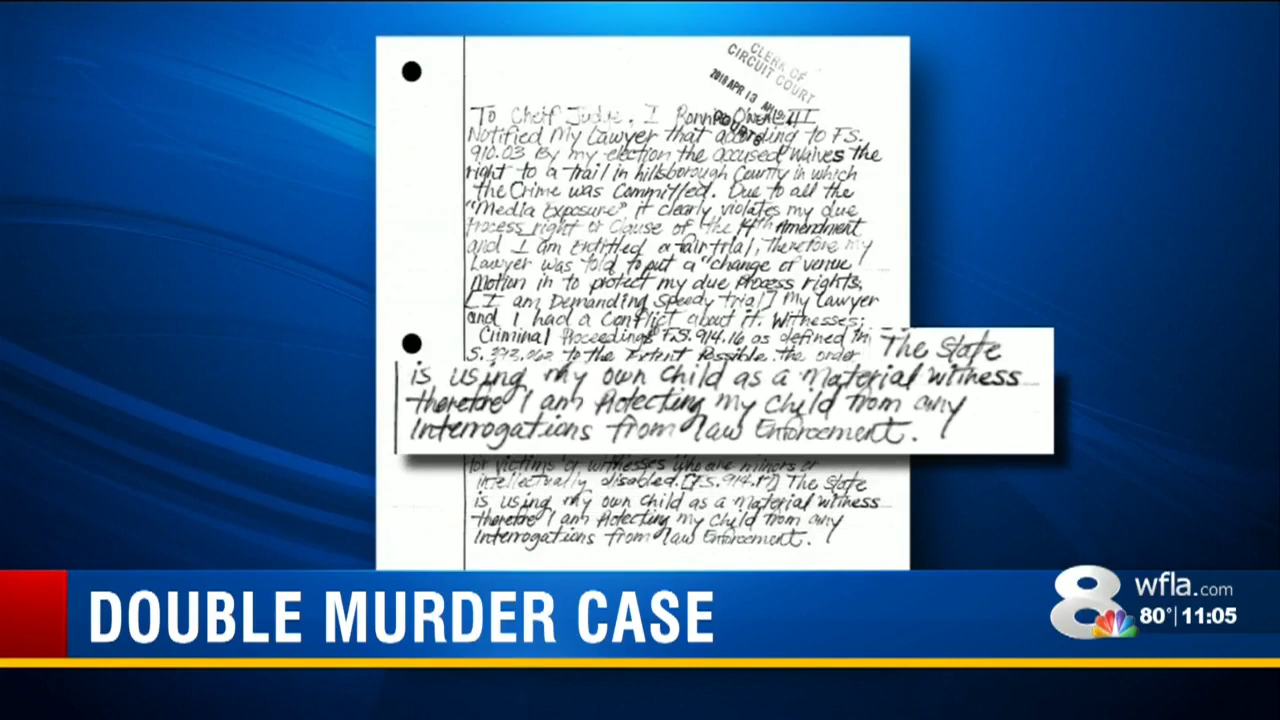 CLERK OF
CIRCUIT COURT
2018 APR 13 AM
To Cheif Judge, I Ronnie O'Neal III
Notified My Lawyer that according to F.S.
910.03 By my election the accused Waives the
right to a trail in hillsborough County in which
the Crime was Committed. Due to all the
"Media Exposure" it clearly violates my due
Process right or Clause of the 14th Amendment
and I am Entitled a fair trial, therefore my
Lawyer was told to put a "change of venue
Motion in to protect my due Process rights.
[I am Demanding Speedy trial] My Lawyer
and I had a Conflict about it. Witnesses;
Criminal Proceedings F.S. 914.16 as defined in
S. 393.062 to the Extent Possible the order
The State
is using my own Child as a Material witness
therefore I am Protecting my Child from any
Interrogations from law Enforcement.
for victims or witnesses who are minors or
intellectually disabled. [F.S. 914.17] The State
is using my own Child as a Material witness
therefore I am Protecting my Child from any
Interrogations from law Enforcement.
DOUBLE MURDER CASE
8 wfla.com
80° | 11:05